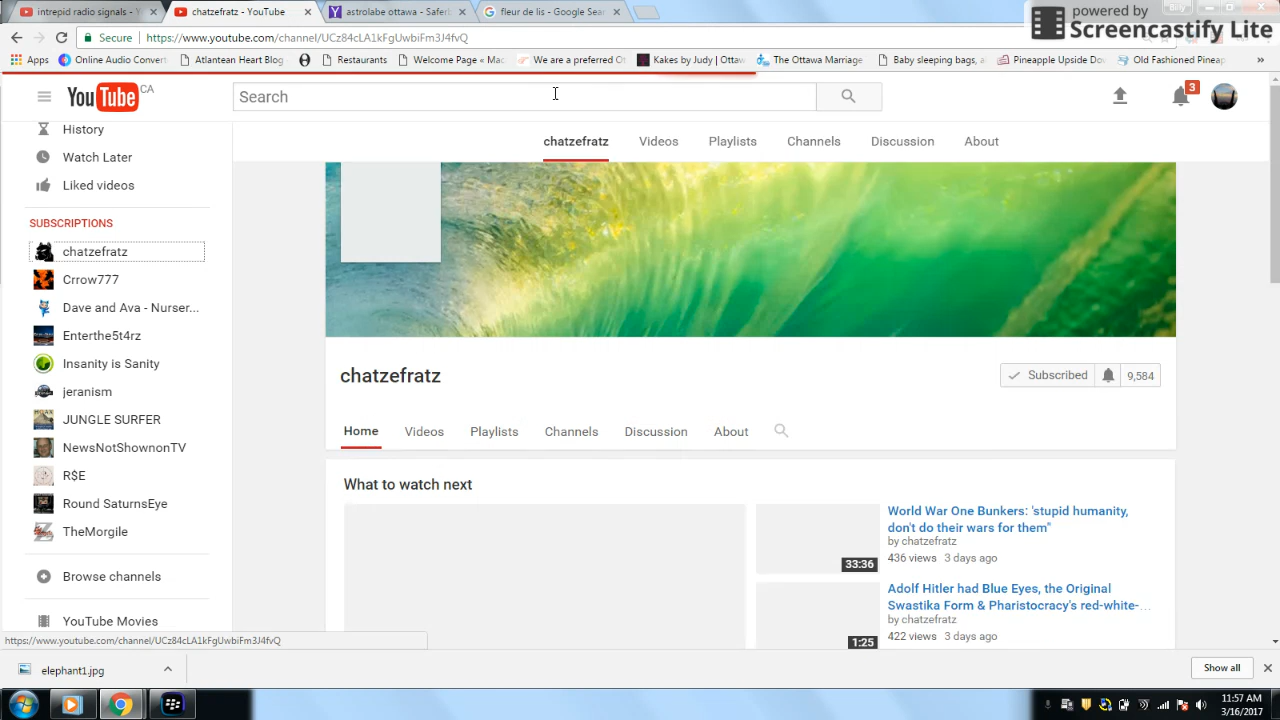 intrepid radio signals - Y
chatzefratz - YouTube
astrolabe ottawa - Safet
fleur de lis - Google Sear
Billy
powered by
Screencastify Lite
Secure
https://www.youtube.com/channel/UCz84cLA1kFgUwbiFm3J4fvQ
Apps
Online Audio Convert
Atlantean Heart Blog
Restaurants
Welcome Page - Mac
We are a preferred Ot
Kakes by Judy | Ottaw
The Ottawa Marriage
Baby sleeping bags, a
Pineapple Upside Dov
Old Fashioned Pineap
»
YouTube CA
Search
3
History
Watch Later
Liked videos
SUBSCRIPTIONS
chatzefratz
Crrow777
Dave and Ava - Nurser...
Enterthe5t4rz
Insanity is Sanity
jeranism
JUNGLE SURFER
NewsNotShownonTV
R$E
Round SaturnsEye
TheMorgile
Browse channels
YouTube Movies
chatzefratz Videos Playlists Channels Discussion About
chatzefratz
Subscribed 9,584
Home Videos Playlists Channels Discussion About
What to watch next
World War One Bunkers: 'stupid humanity,
don't do their wars for them"
by chatzefratz
436 views 3 days ago
33:36
Adolf Hitler had Blue Eyes, the Original
Swastika Form & Pharistocracy's red-white-...
by chatzefratz
422 views 3 days ago
1:25
https://www.youtube.com/channel/UCz84cLA1kFgUwbiFm3J4fvQ
elephant1.jpg
Show all
11:57 AM
3/16/2017